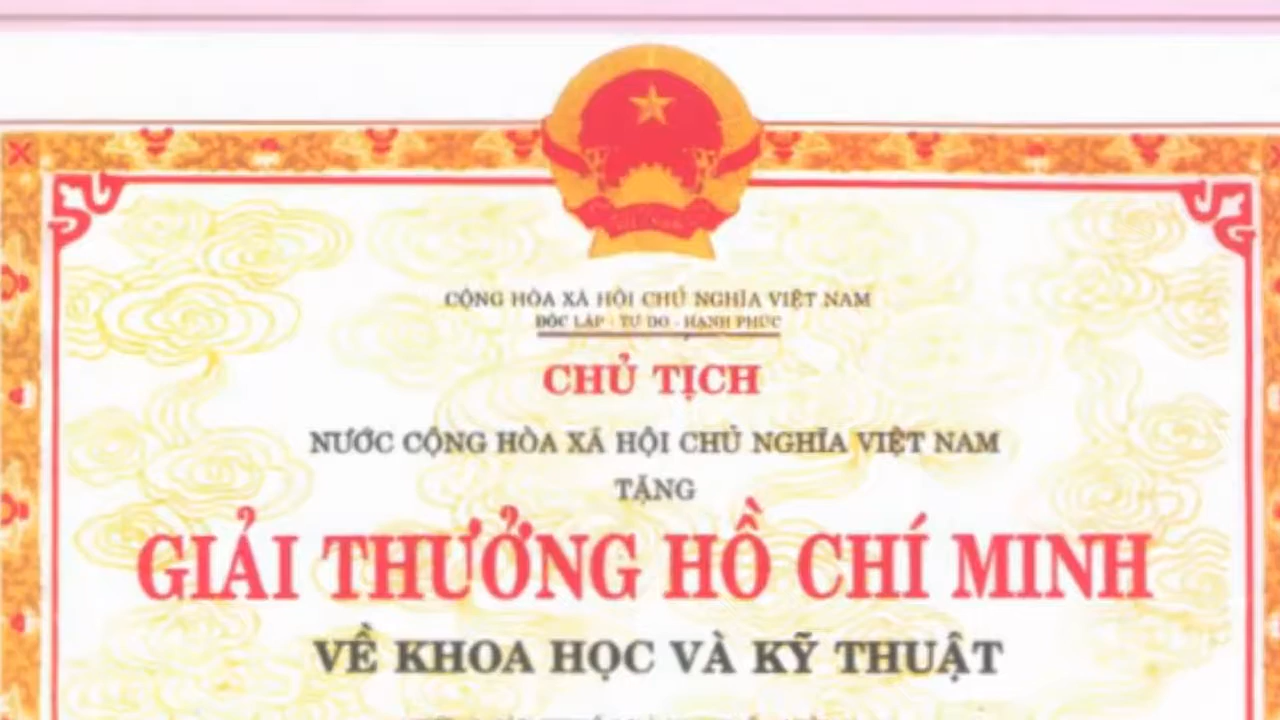 CỘNG HÒA XÃ HỘI CHỦ NGHĨA VIỆT NAM
ĐỘC LẬP - TỰ DO - HẠNH PHÚC
CHỦ TỊCH
NƯỚC CỘNG HÒA XÃ HỘI CHỦ NGHĨA VIỆT NAM
TẶNG
GIẢI THƯỞNG HỒ CHÍ MINH
VỀ KHOA HỌC VÀ KỸ THUẬT